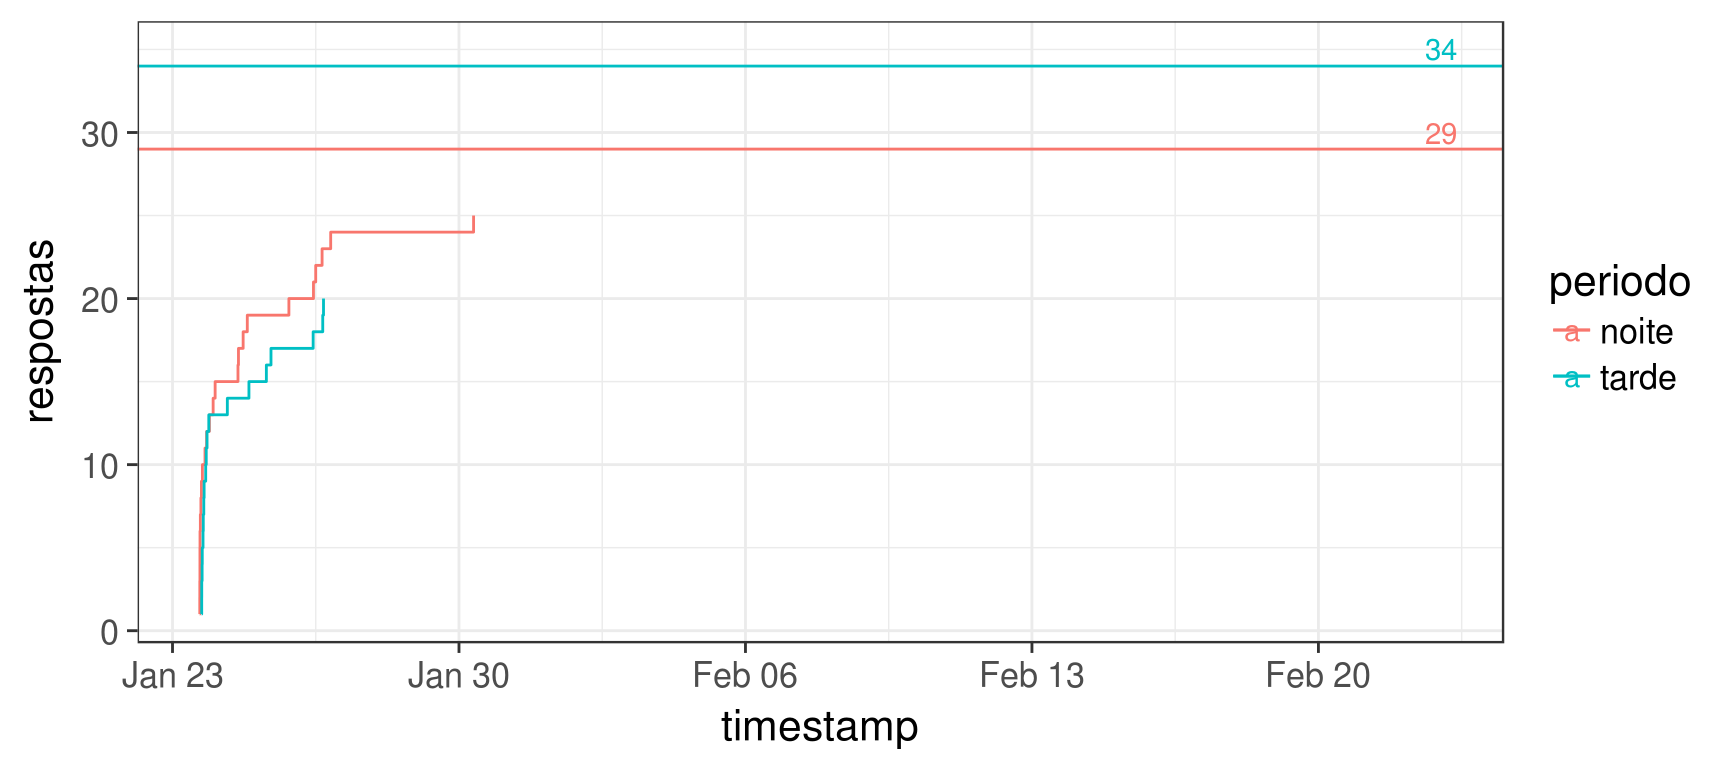 34
29
30
20
10
0
respostas
Jan 23
Jan 30
Feb 06
Feb 13
Feb 20
timestamp
periodo
a noite
a tarde